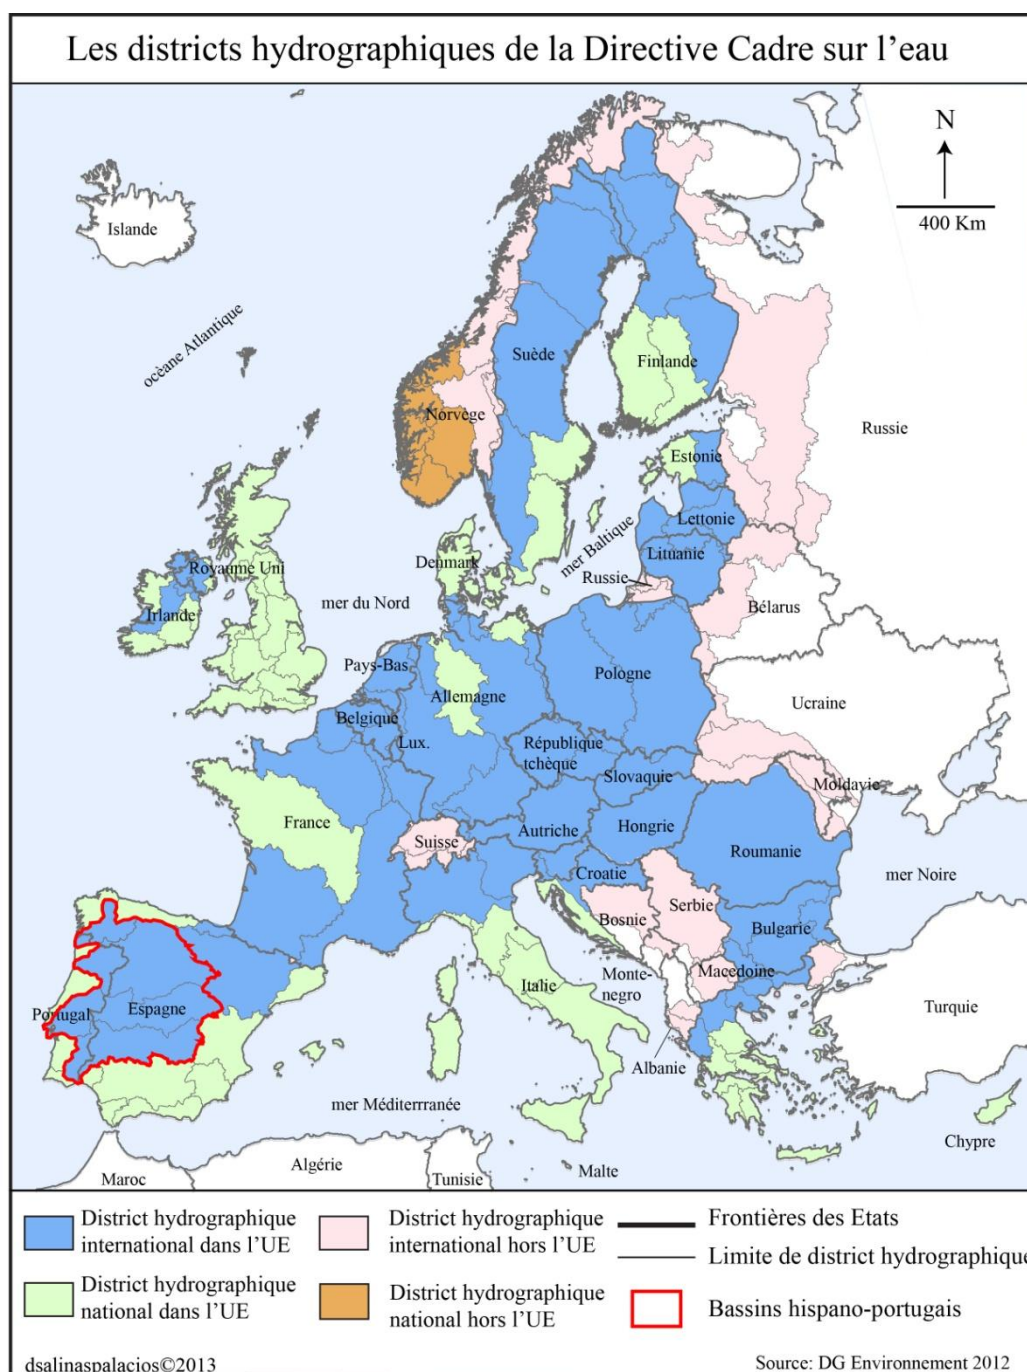 Les districts hydrographiques de la Directive Cadre sur l'eau
N
400 Km
Islande
océane Atlantique
Suède
Finlande
Norvège
Russie
Estonie
Lettonie
mer Baltique
Lituanie
Denmark
Royaume Uni
Russie
mer du Nord
Bélarus
Irlande
Pays-Bas
Pologne
Allemagne
Ucraine
Belgique
Lux.
République
tchèque
Slovaquie
Moldavie
France
Autriche
Hongrie
Suisse
Roumanie
Croatie
mer Noire
Serbie
Bosnie
Bulgarie
Macedoine
Monte-
negro
Italie
Portugal
Espagne
Turquie
Albanie
mer Méditerrranée
Chypre
Algérie
Malte
Maroc
Tunisie
District hydrographique
international dans l'UE
District hydrographique
international hors l'UE
Frontières des Etats
Limite de district hydrographique
District hydrographique
national dans l'UE
District hydrographique
national hors l'UE
Bassins hispano-portugais
dsalinaspalacios©2013
Source: DG Environnement 2012